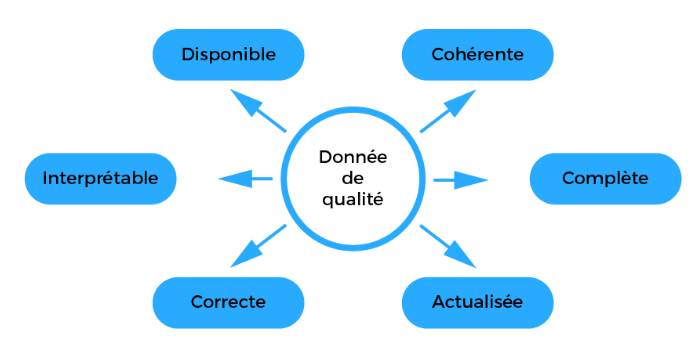 Disponible
Cohérente
Donnée
de
qualité
Interprétable
Complète
Correcte
Actualisée